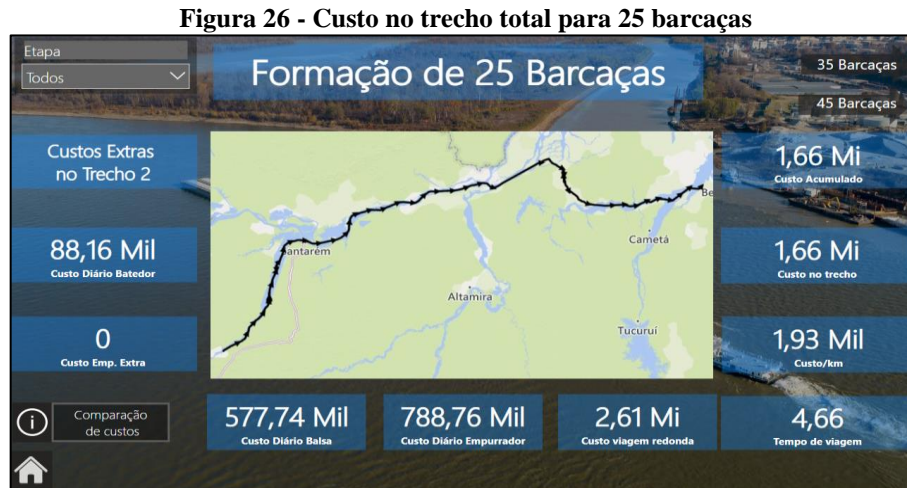 Figura 26 - Custo no trecho total para 25 barcaças
Etapa
Todos
Formação de 25 Barcaças
35 Barcaças
45 Barcaças
Custos Extras
no Trecho 2
88,16 Mil
Custo Diário Batedor
0
Custo Emp. Extra
Comparação
de custos
antarém
Altamira
Cametá
Tucuruí
Be
1,66 Mi
Custo Acumulado
1,66 Mi
Custo no trecho
1,93 Mil
Custo/km
577,74 Mil
Custo Diário Balsa
788,76 Mil
Custo Diário Empurrador
2,61 Mi
Custo viagem redonda
4,66
Tempo de viagem